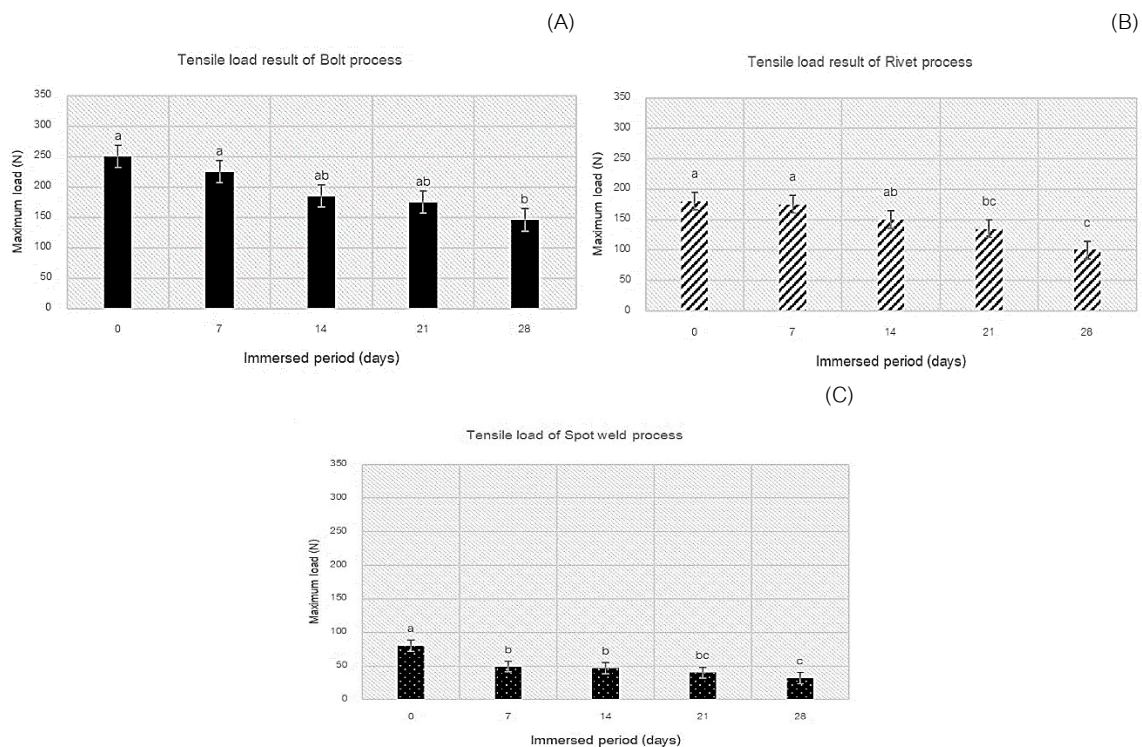 (A)
Tensile load result of Bolt process
350
300
250
200
150
100
50
0
Maximum load (N)
a
a
ab
ab
b
0 7 14 21 28
Immersed period (days)
(B)
Tensile load result of Rivet process
350
300
250
200
150
100
50
0
Maximum load (N)
a
a
ab
bc
c
0 7 14 21 28
Immersed period (days)
(C)
Tensile load of Spot weld process
350
300
250
200
150
100
50
0
Maximum load (N)
a
b
b
bc
c
0 7 14 21 28
Immersed period (days)